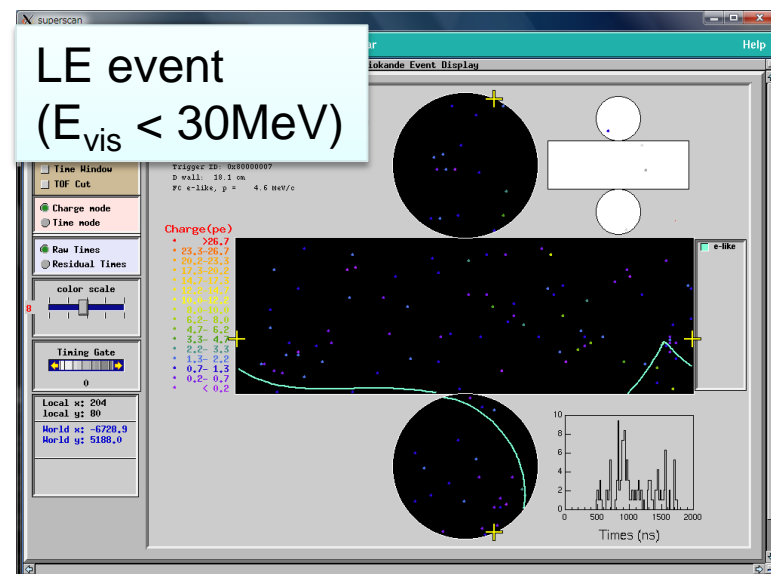 superscan
Help
LE event
(Evis < 30MeV)
iokande Event Display
Time Window
TOF Cut
Trigger ID: 0x80000007
D wall: 18.1 cm
FC e-like, p = 4.6 MeV/c
Charge mode
Time mode
Charge(pe)
>26.7
23.3-26.7
20.2-23.3
6.2- 8.0
4.7- 6.2
3.3- 4.7
2.2- 3.3
1.3- 2.2
0.7- 1.3
0.2- 0.7
< 0.2
e-like
Raw Times
Residual Times
color scale
8
Timing Gate
0
Local x: 204
local y: 80
World x: -6728.9
World y: 5188.0
10
8
6
4
2
0
0 500 1000 1500 2000
Times (ns)